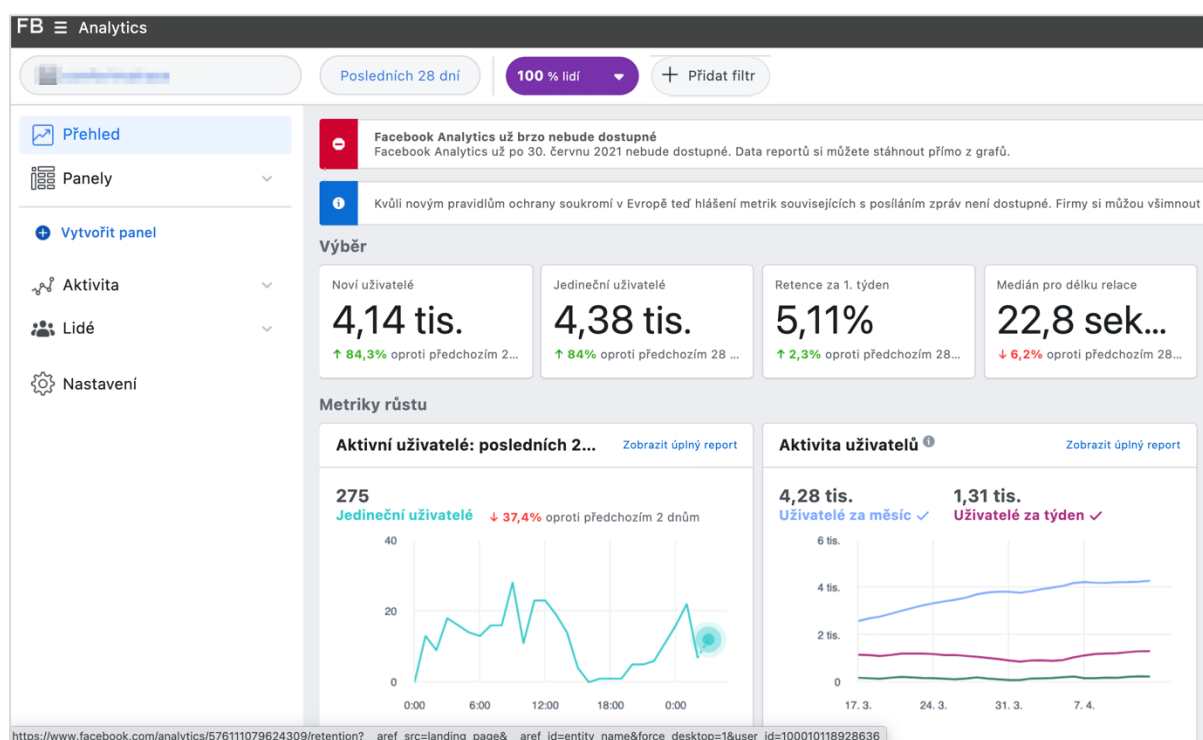 FB ☰ Analytics
Posledních 28 dní
100 % lidí
+ Přidat filtr
Přehled
Panely
Vytvořit panel
Aktivita
Lidé
Nastavení
Facebook Analytics už brzo nebude dostupné
Facebook Analytics už po 30. červnu 2021 nebude dostupné. Data reportů si můžete stáhnout přímo z grafů.
Kvůli novým pravidlům ochrany soukromí v Evropě teď hlášení metrik souvisejících s posíláním zpráv není dostupné. Firmy si můžou všimnout
Výběr
Noví uživatelé
4,14 tis.
↑ 84,3% oproti předchozím 2...
Jedineční uživatelé
4,38 tis.
↑ 84% oproti předchozím 28 ...
Retence za 1. týden
5,11%
↑ 2,3% oproti předchozím 28...
Medián pro délku relace
22,8 sek...
↓ 6,2% oproti předchozím 28...
Metriky růstu
Aktivní uživatelé: posledních 2...
Zobrazit úplný report
275
Jedineční uživatelé ↓ 37,4% oproti předchozím 2 dnům
40
20
0
0:00 6:00 12:00 18:00 0:00
Aktivita uživatelů
Zobrazit úplný report
4,28 tis. 1,31 tis.
Uživatelé za měsíc ✓ Uživatelé za týden ✓
6 tis.
4 tis.
2 tis.
0
17. 3. 24. 3. 31. 3. 7. 4.
https://www.facebook.com/analytics/576111079624309/retention?__aref_src=landing_page&__aref_id=entity_name&force_desktop=1&user_id=100010118928636